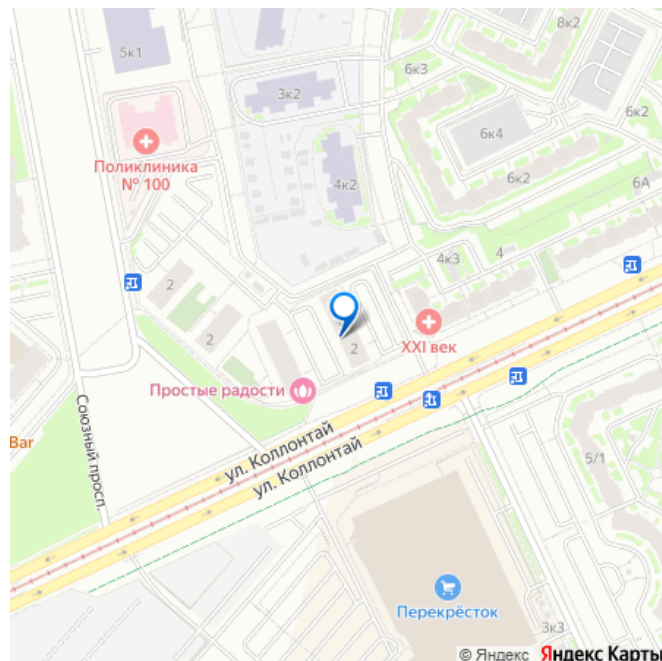 8к2
5к1
6к3
3к2
6к2
6к4
Поликлиника
№ 100
4к2
6к2
6А
4к3
4
2
2
2
XXI век
Простые радости
Союзный просп.
Bar
ул. Коллонтай
ул. Коллонтай
5/1
Перекрёсток
3к3
© Яндекс Яндекс Карты